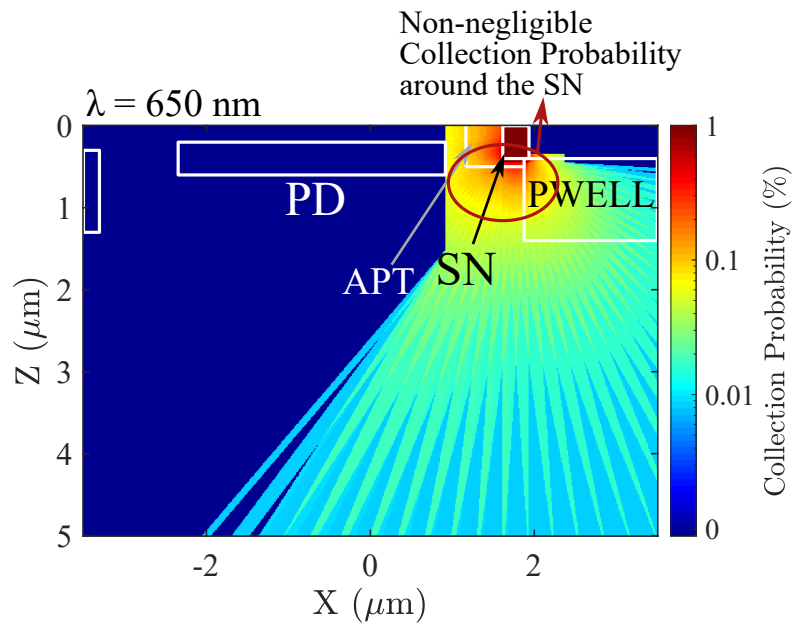 Non-negligible
Collection Probability
around the SN
λ = 650 nm
0
1
2
3
4
5
Z (μm)
PD
APT
SN
PWELL
-2
0
2
X (μm)
1
0.1
0.01
0
Collection Probability (%)